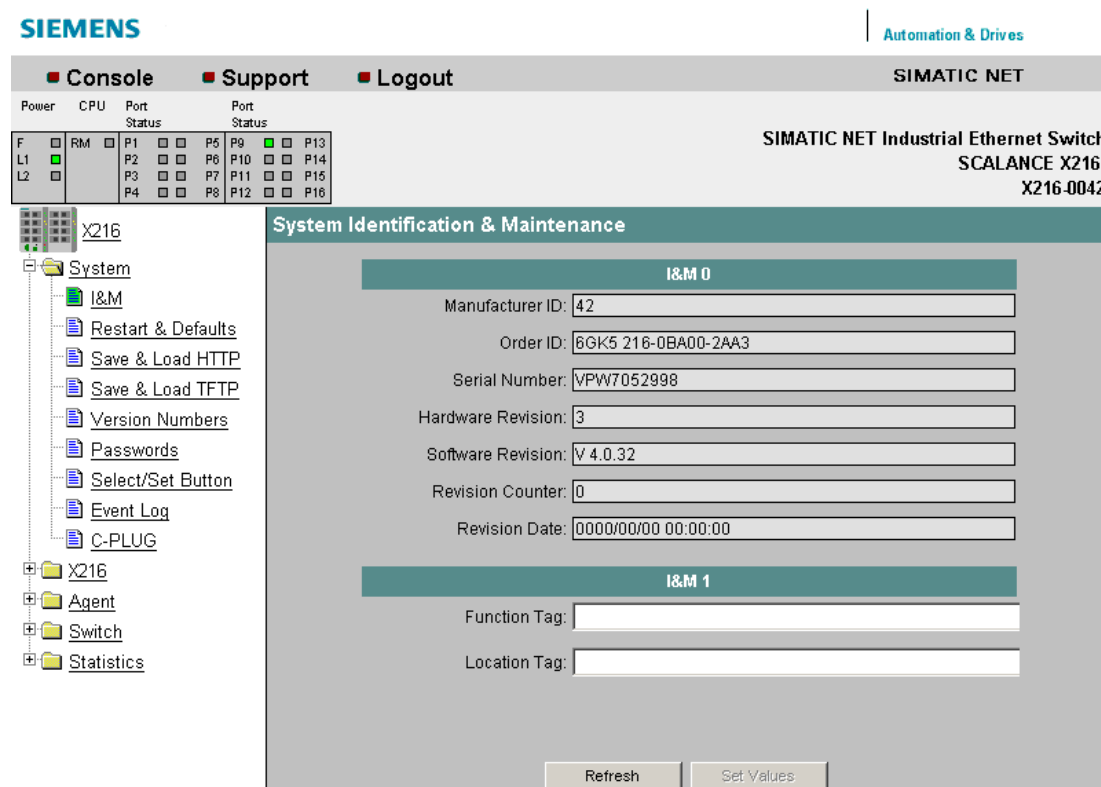 SIEMENS
Automation & Drives
Console Support Logout SIMATIC NET
Power CPU Port Status Port Status
F RM P1 P5 P9 P13
L1 P2 P6 P10 P14
L2 P3 P7 P11 P15
P4 P8 P12 P16
SIMATIC NET Industrial Ethernet Switch
SCALANCE X216
X216-0042
X216
System
I&M
Restart & Defaults
Save & Load HTTP
Save & Load TFTP
Version Numbers
Passwords
Select/Set Button
Event Log
C-PLUG
X216
Agent
Switch
Statistics
System Identification & Maintenance
I&M 0
Manufacturer ID: 42
Order ID: 6GK5 216-0BA00-2AA3
Serial Number: VPW7052998
Hardware Revision: 3
Software Revision: V 4.0.32
Revision Counter: 0
Revision Date: 0000/00/00 00:00:00
I&M 1
Function Tag:
Location Tag:
Refresh Set Values